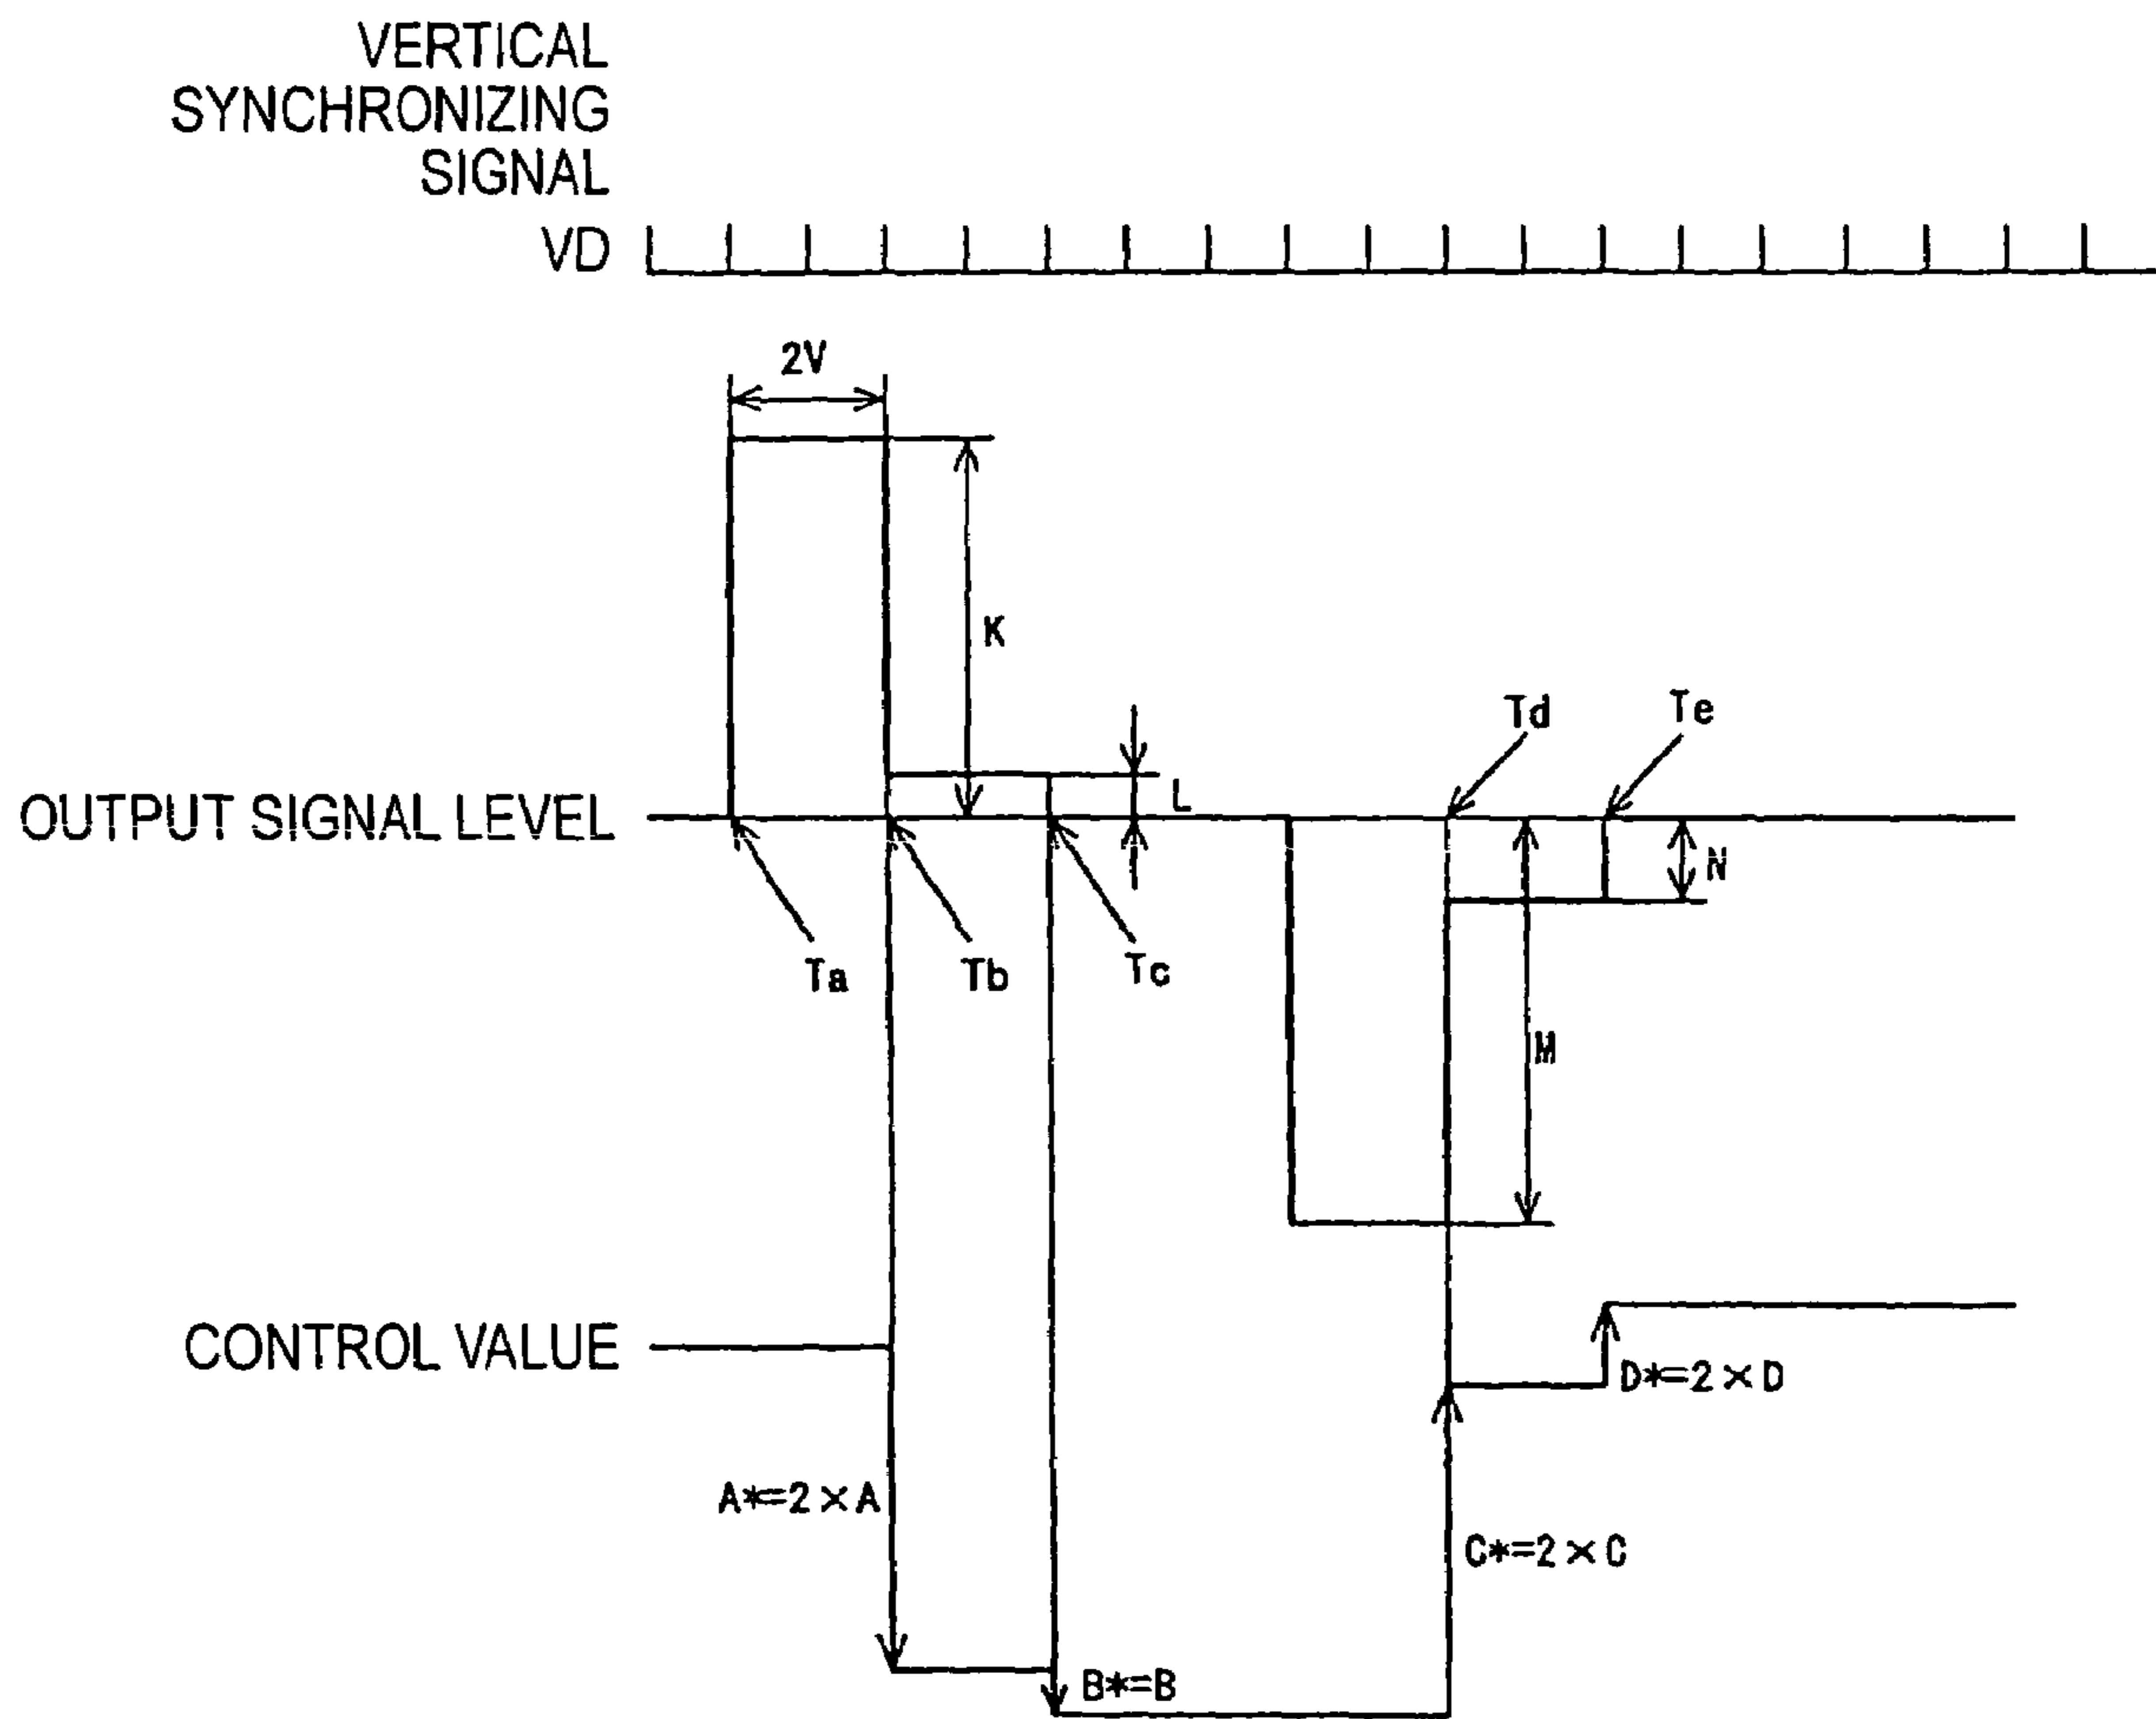 VERTICAL
SYNCHRONIZING
SIGNAL
VD
2V
K
Td
Te
OUTPUT SIGNAL LEVEL
L
N
Ta
Tb
Tc
M
CONTROL VALUE
D*=2×D
A*=2×A
C*=2×C
B*=B